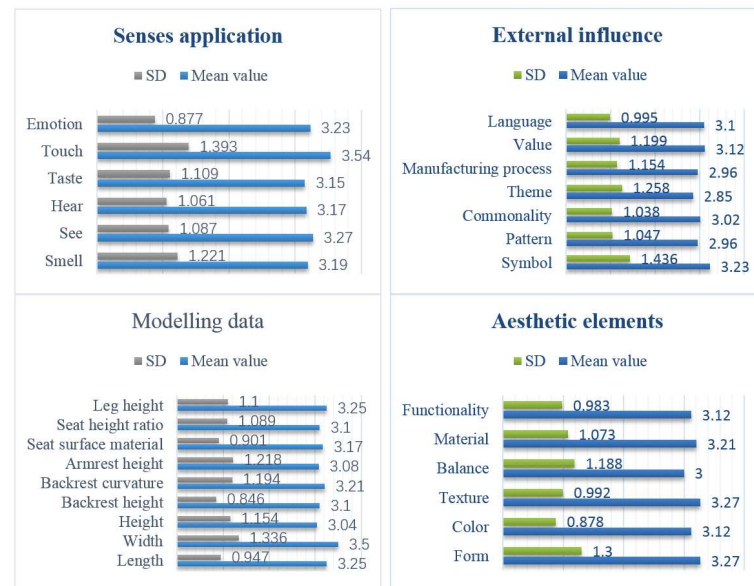 Senses application
SD Mean value
Emotion 0.877 3.23
Touch 1.393 3.54
Taste 1.109 3.15
Hear 1.061 3.17
See 1.087 3.27
Smell 1.221 3.19
External influence
SD Mean value
Language 0.995 3.1
Value 1.199 3.12
Manufacturing process 1.154 2.96
Theme 1.258 2.85
Commonality 1.038 3.02
Pattern 1.047 2.96
Symbol 1.436 3.23
Modelling data
SD Mean value
Leg height 1.1 3.25
Seat height ratio 1.089 3.1
Seat surface material 0.901 3.17
Armrest height 1.218 3.08
Backrest curvature 1.194 3.21
Backrest height 0.846 3.1
Height 1.154 3.04
Width 1.336 3.5
Length 0.947 3.25
Aesthetic elements
SD Mean value
Functionality 0.983 3.12
Material 1.073 3.21
Balance 1.188 3
Texture 0.992 3.27
Color 0.878 3.12
Form 1.3 3.27